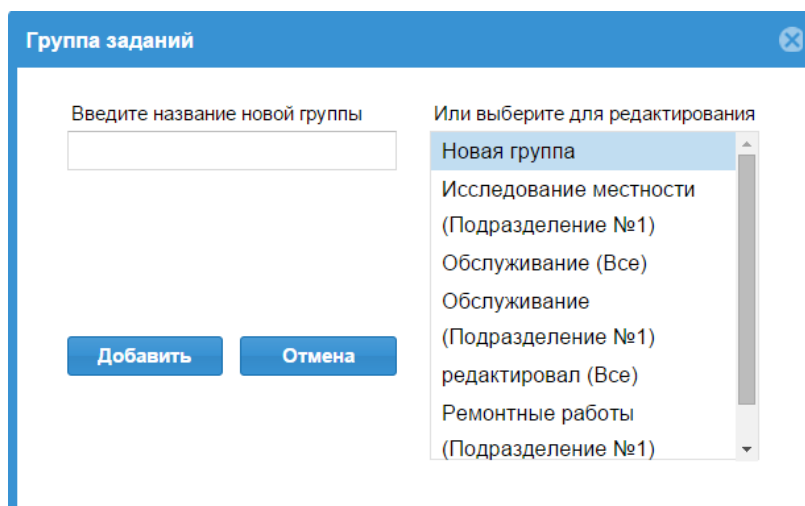 Группа заданий
Введите название новой группы
Или выберите для редактирования
Новая группа
Исследование местности
(Подразделение №1)
Обслуживание (Все)
Обслуживание
(Подразделение №1)
редактировал (Все)
Ремонтные работы
(Подразделение №1)
Добавить
Отмена